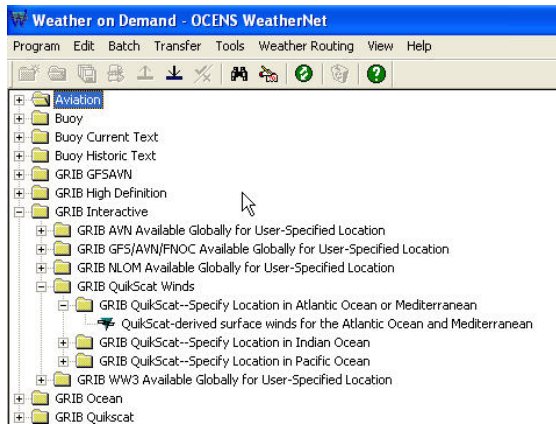 Weather on Demand - OCENS WeatherNet
Program Edit Batch Transfer Tools Weather Routing View Help
Aviation
Buoy
Buoy Current Text
Buoy Historic Text
GRIB GFSAVN
GRIB High Definition
GRIB Interactive
GRIB AVN Available Globally for User-Specified Location
GRIB GFS/AVN/FNOC Available Globally for User-Specified Location
GRIB NLOM Available Globally for User-Specified Location
GRIB QuikScat Winds
GRIB QuikScat--Specify Location in Atlantic Ocean or Mediterranean
QuikScat-derived surface winds for the Atlantic Ocean and Mediterranean
GRIB QuikScat--Specify Location in Indian Ocean
GRIB QuikScat--Specify Location in Pacific Ocean
GRIB WW3 Available Globally for User-Specified Location
GRIB Ocean
GRIB Quikscat